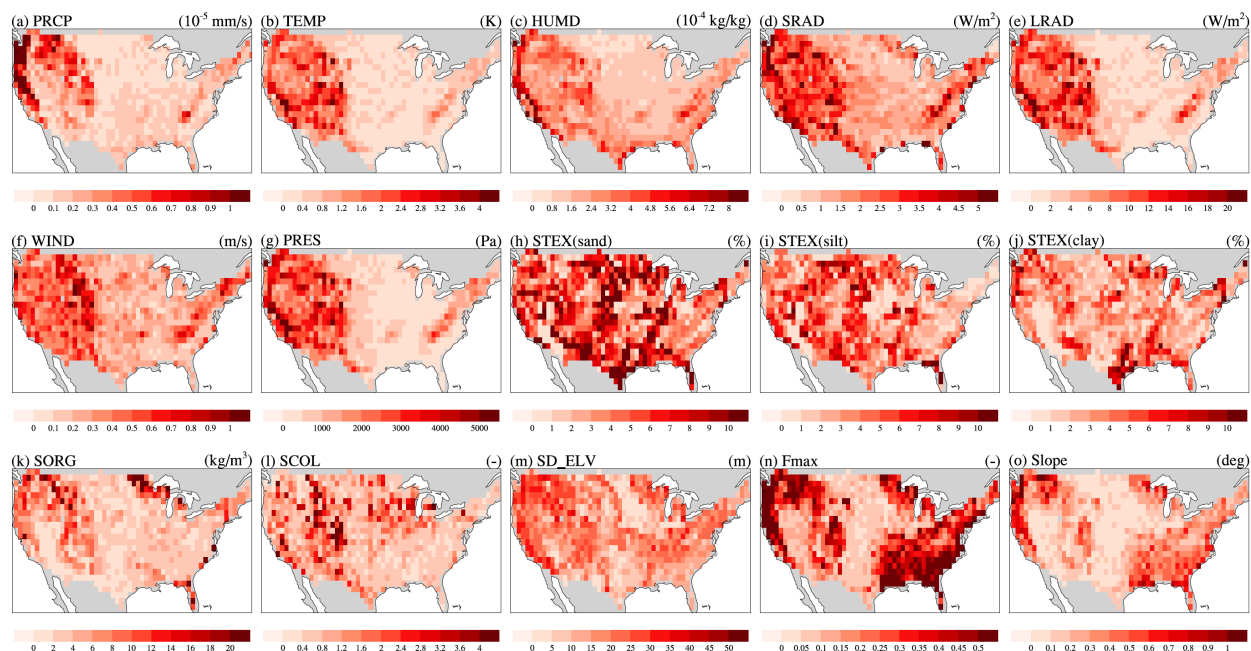 (a) PRCP (10⁻⁵ mm/s) (b) TEMP (K) (c) HUMD (10⁻⁴ kg/kg) (d) SRAD (W/m²) (e) LRAD (W/m²)
0 0.1 0.2 0.3 0.4 0.5 0.6 0.7 0.8 0.9 1 0 0.4 0.8 1.2 1.6 2 2.4 2.8 3.2 3.6 4 0 0.8 1.6 2.4 3.2 4 4.8 5.6 6.4 7.2 8 0 0.5 1 1.5 2 2.5 3 3.5 4 4.5 5 0 2 4 6 8 10 12 14 16 18 20
(f) WIND (m/s) (g) PRES (Pa) (h) STEX(sand) (%) (i) STEX(silt) (%) (j) STEX(clay) (%)
0 0.1 0.2 0.3 0.4 0.5 0.6 0.7 0.8 0.9 1 0 1000 2000 3000 4000 5000 0 1 2 3 4 5 6 7 8 9 10 0 1 2 3 4 5 6 7 8 9 10 0 1 2 3 4 5 6 7 8 9 10
(k) SORG (kg/m³) (l) SCOL (-) (m) SD_ELV (m) (n) Fmax (-) (o) Slope (deg)
0 2 4 6 8 10 12 14 16 18 20 0 0.4 0.8 1.2 1.6 2 2.4 2.8 3.2 3.6 4 0 5 10 15 20 25 30 35 40 45 50 0 0.05 0.1 0.15 0.2 0.25 0.3 0.35 0.4 0.45 0.5 0 0.1 0.2 0.3 0.4 0.5 0.6 0.7 0.8 0.9 1